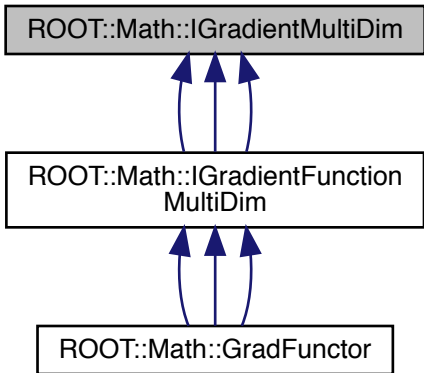 ROOT::Math::IGradientMultiDim
ROOT::Math::IGradientFunction
MultiDim
ROOT::Math::GradFunctor